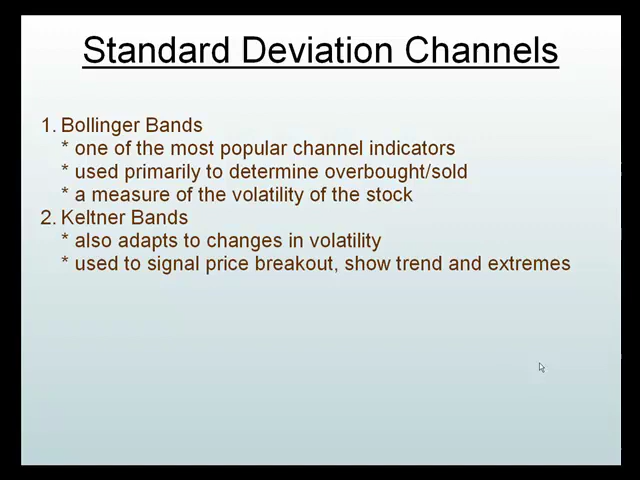 Standard Deviation Channels
1. Bollinger Bands
* one of the most popular channel indicators
* used primarily to determine overbought/sold
* a measure of the volatility of the stock
2. Keltner Bands
* also adapts to changes in volatility
* used to signal price breakout, show trend and extremes